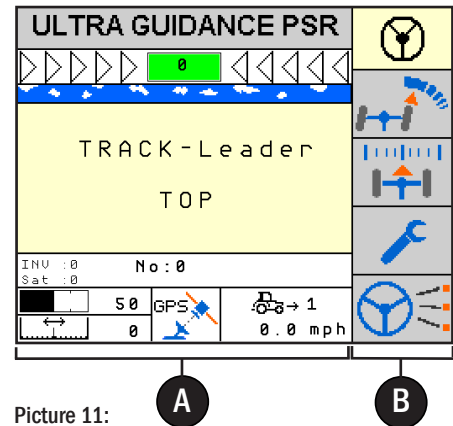 ULTRA GUIDANCE PSR
0
TRACK-Leader
TOP
INV :0
No:0
Sat :0
50
GPS
→ 1
0
0.0 mph
A
B
Picture 11: